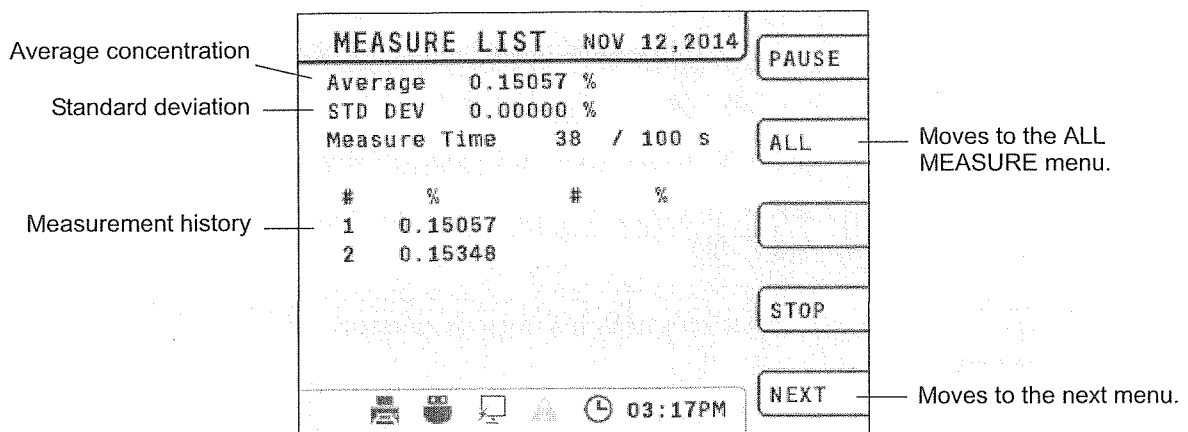 MEASURE LIST NOV 12,2014
Average concentration
Average 0.15057 %
Standard deviation
STD DEV 0.00000 %
Measure Time 38 / 100 s
# % # %
Measurement history
1 0.15057
2 0.15348
03:17PM
PAUSE
ALL
Moves to the ALL
MEASURE menu.
STOP
NEXT
Moves to the next menu.